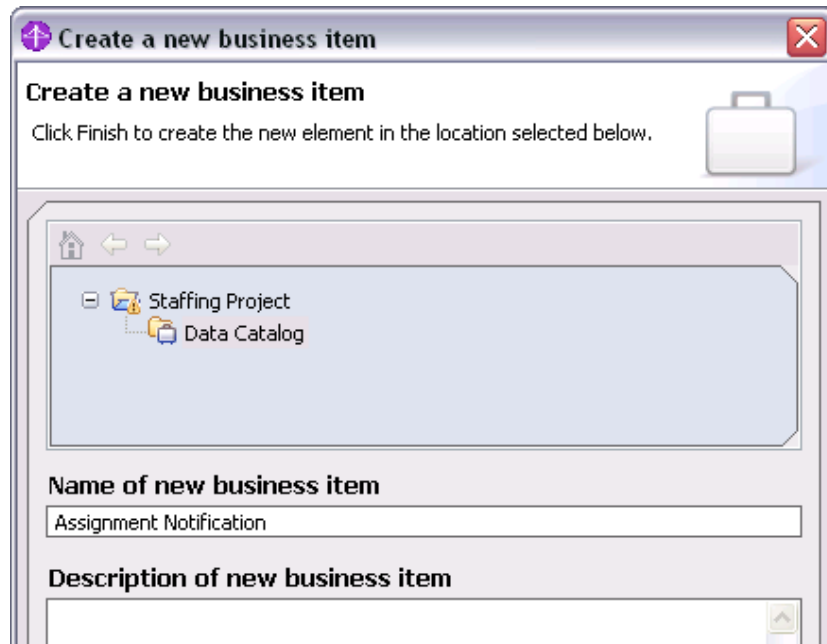 Create a new business item
Create a new business item
Click Finish to create the new element in the location selected below.
Staffing Project
Data Catalog
Name of new business item
Assignment Notification
Description of new business item